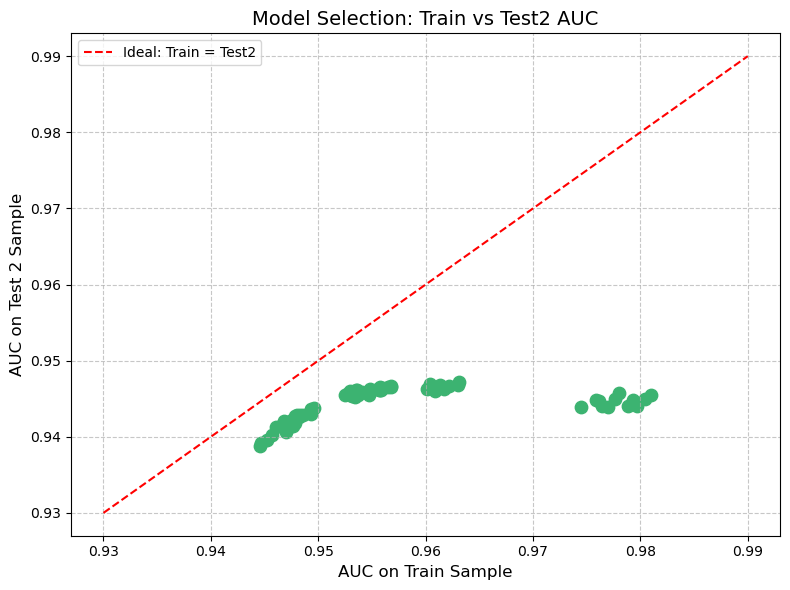 Model Selection: Train vs Test2 AUC
Ideal: Train = Test2
AUC on Test 2 Sample
0.99
0.98
0.97
0.96
0.95
0.94
0.93
0.93 0.94 0.95 0.96 0.97 0.98 0.99
AUC on Train Sample